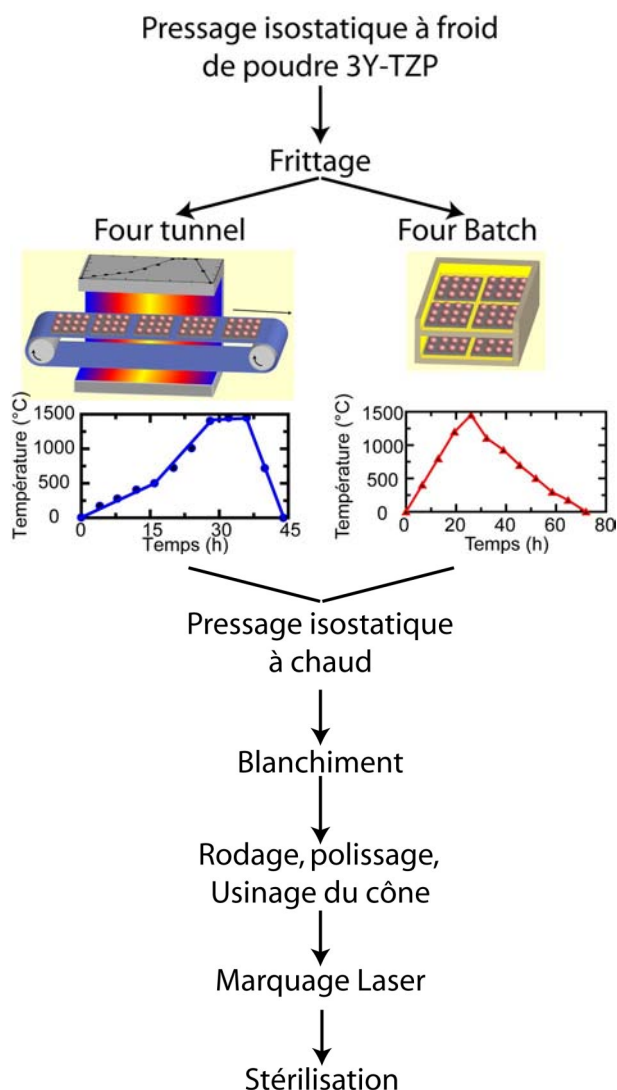 Pressage isostatique à froid
de poudre 3Y-TZP
Frittage
Four tunnel
Four Batch
Température (°C)
1500
1000
500
0
0 15 30 45
Temps (h)
Température (°C)
1500
1000
500
0
0 20 40 60 80
Temps (h)
Pressage isostatique
à chaud
Blanchiment
Rodage, polissage,
Usinage du cône
Marquage Laser
Stérilisation